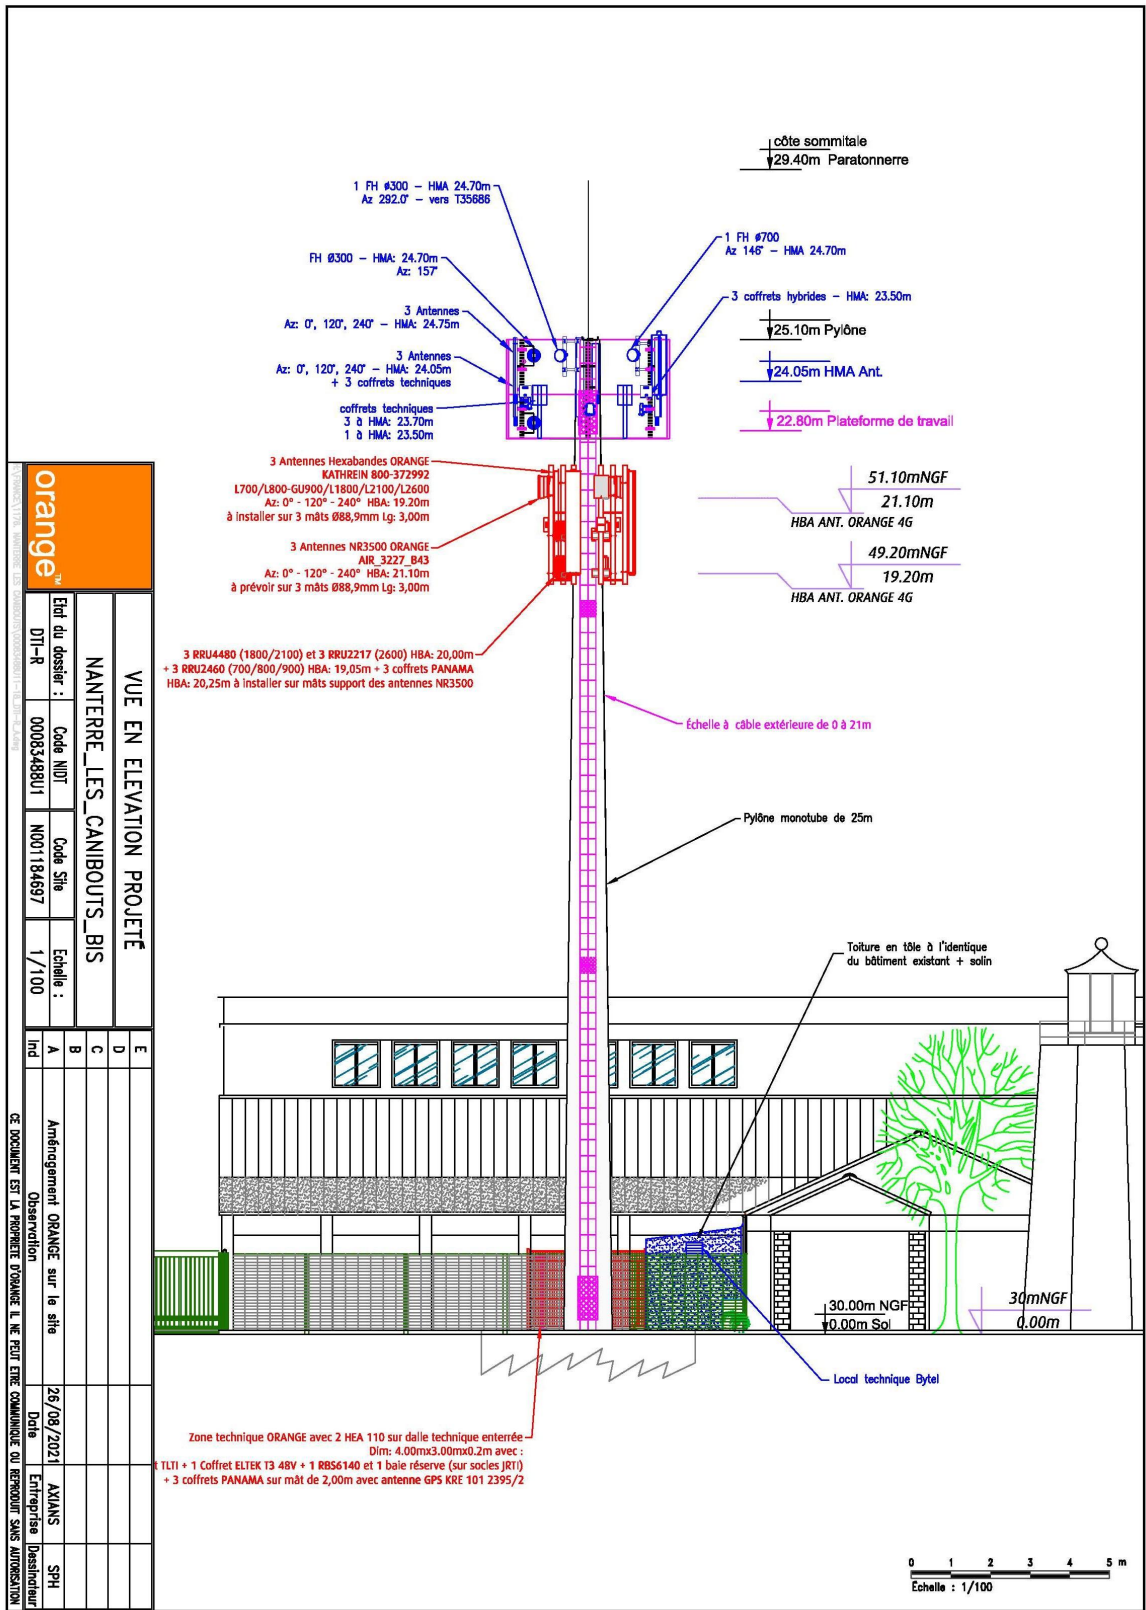 côte sommitale
29.40m Paratonnerre
1 FH ø300 - HMA 24.70m
Az 292.0° - vers T35686
1 FH ø700
Az 146° - HMA 24.70m
FH Ø300 - HMA: 24.70m
Az: 157°
3 coffrets hybrides - HMA: 23.50m
3 Antennes
Az: 0°, 120°, 240° - HMA: 24.75m
25.10m Pylône
3 Antennes
Az: 0°, 120°, 240° - HMA: 24.05m
+ 3 coffrets techniques
24.05m HMA Ant.
coffrets techniques
3 à HMA: 23.70m
1 à HMA: 23.50m
22.80m Plateforme de travail
3 Antennes Hexabandes ORANGE
KATHREIN 800-372992
L700/L800-GU900/L1800/L2100/L2600
Az: 0° - 120° - 240° HBA: 19.20m
à installer sur 3 mâts Ø88,9mm Lg: 3,00m
51.10mNGF
21.10m
HBA ANT. ORANGE 4G
3 Antennes NR3500 ORANGE
AIR_3227_B43
Az: 0° - 120° - 240° HBA: 21.10m
à prévoir sur 3 mâts Ø88,9mm Lg: 3,00m
49.20mNGF
19.20m
HBA ANT. ORANGE 4G
3 RRU4480 (1800/2100) et 3 RRU2217 (2600) HBA: 20,00m
+ 3 RRU2460 (700/800/900) HBA: 19,05m + 3 coffrets PANAMA
HBA: 20,25m à installer sur mâts support des antennes NR3500
Échelle à câble extérieure de 0 à 21m
Pylône monotube de 25m
Toiture en tôle à l'identique
du bâtiment existant + solin
30.00m NGF
0.00m Sol
30mNGF
0.00m
Local technique Bytel
Zone technique ORANGE avec 2 HEA 110 sur dalle technique enterrée
Dim: 4.00mx3.00mx0.2m avec :
t TLTI + 1 Coffret ELTEK T3 48V + 1 RBS6140 et 1 baie réserve (sur socles JRTI)
+ 3 coffrets PANAMA sur mât de 2,00m avec antenne GPS KRE 101 2395/2
0 1 2 3 4 5 m
Échelle : 1/100
orange™
VUE EN ELEVATION PROJETÉ
NANTERRE_LES_CANIBOUTS_BIS
Etat du dossier : Code NIDT Code Site Echelle :
DTI-R 00083488U1 N001184697 1/100
E
D
C
B
A Aménagement ORANGE sur le site 26/08/2021 AXIANS SPH
Ind Observation Date Entreprise Dessinateur
CE DOCUMENT EST LA PROPRIETE D'ORANGE IL NE PEUT ETRE COMMUNIQUE OU REPRODUIT SANS AUTORISATION